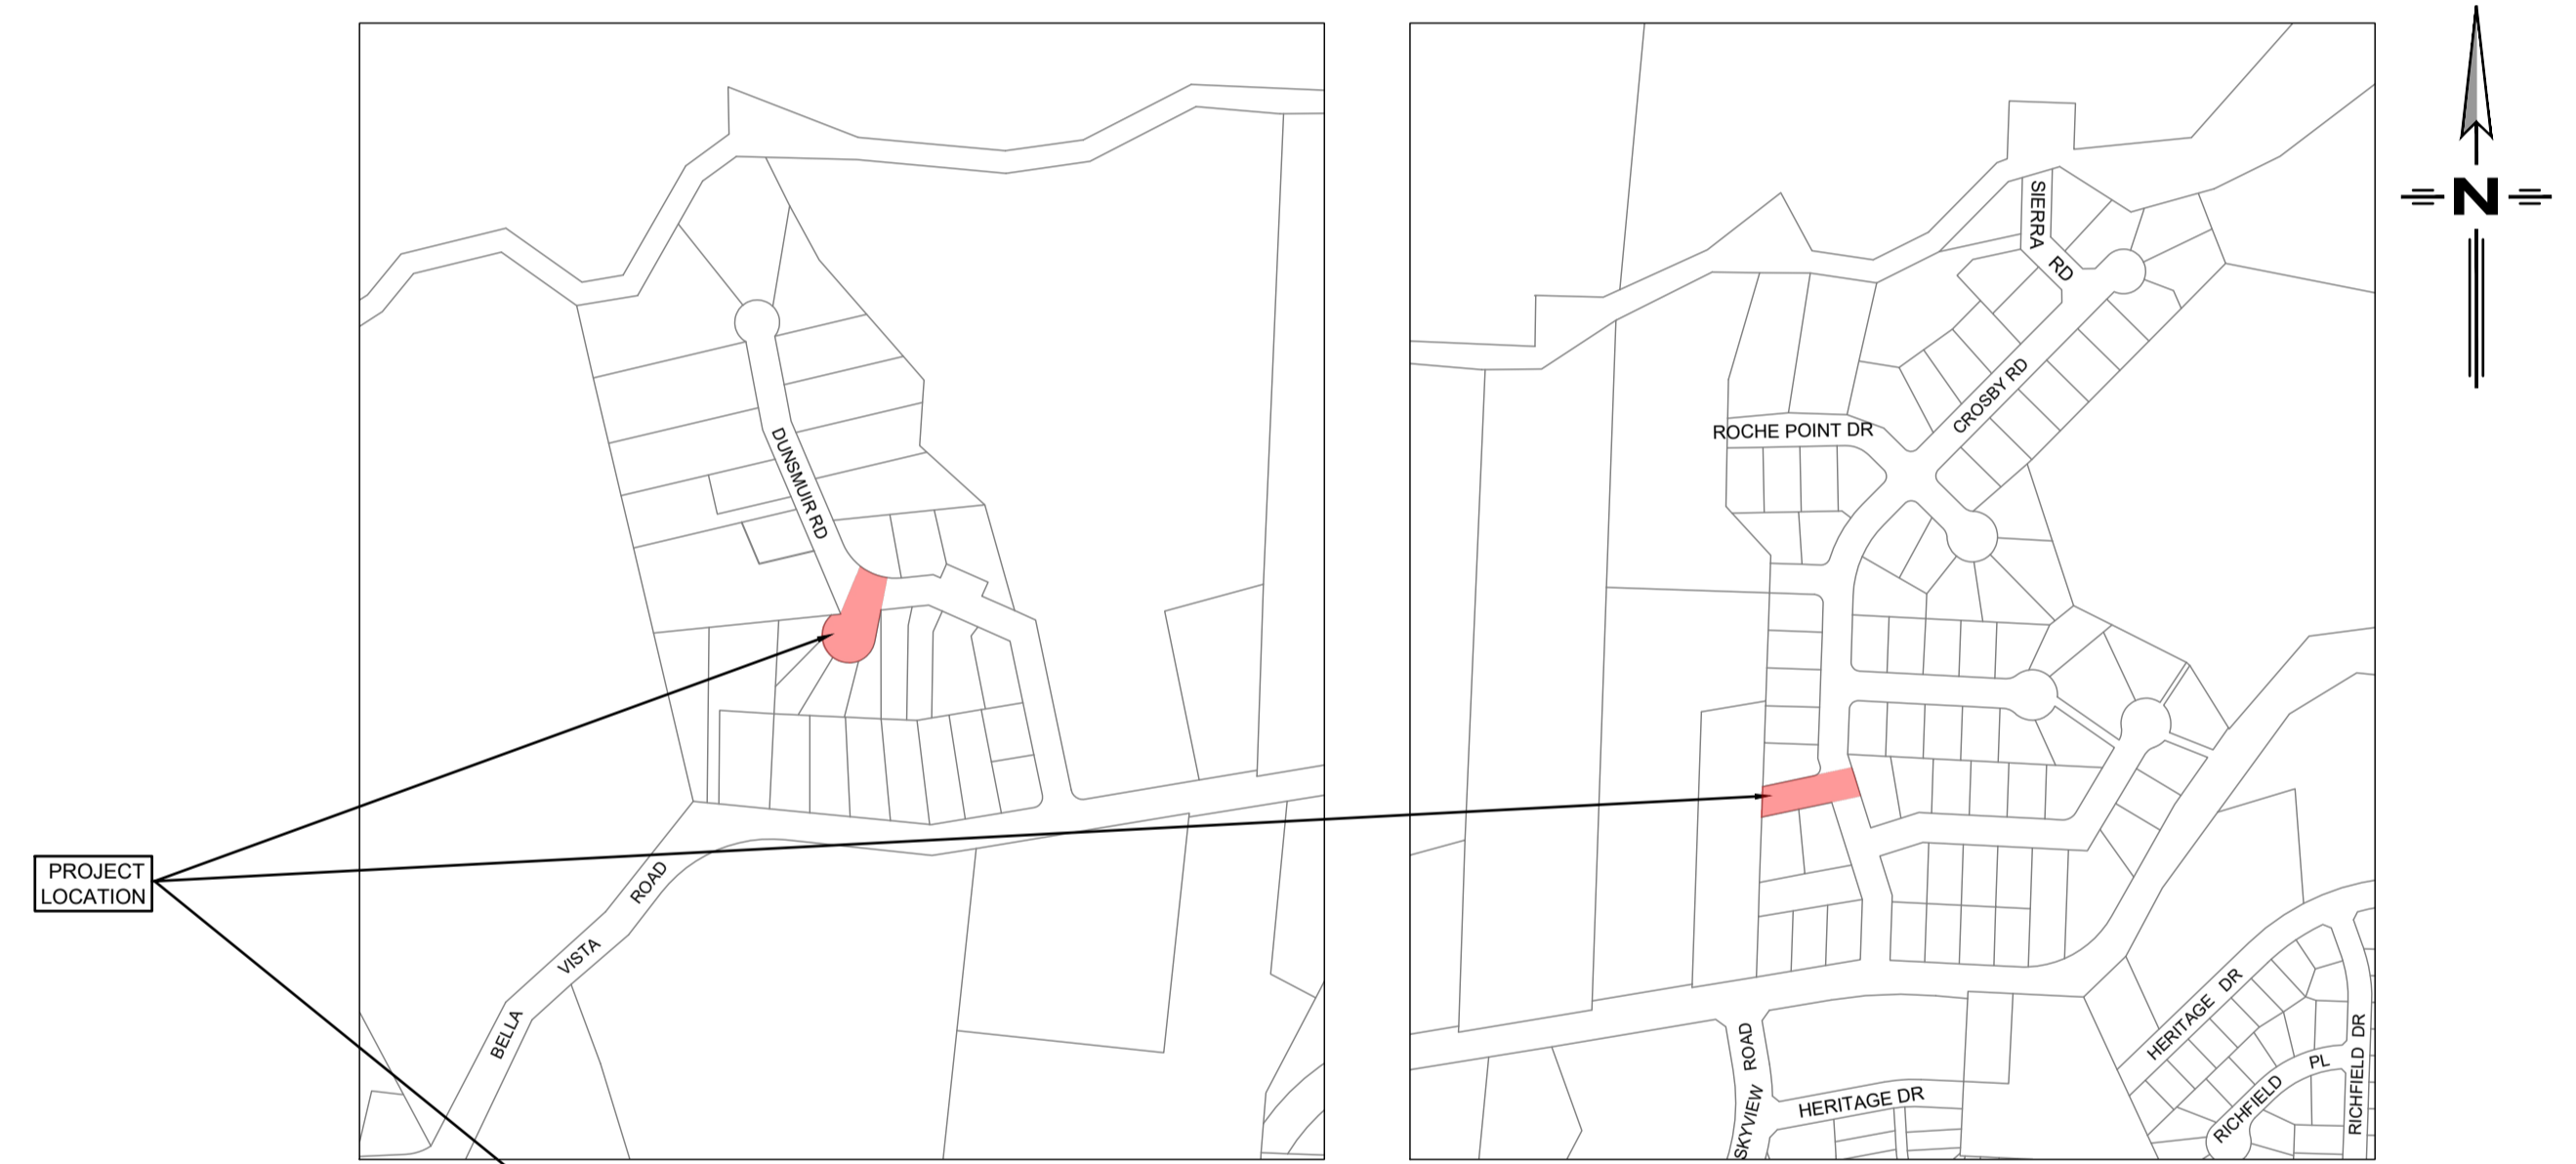 PROJECT
LOCATION
DUNSMUIR RD
BELLA VISTA ROAD
SIERRA RD
CROSBY RD
ROCHE POINT DR
SKYVIEW ROAD
HERITAGE DR
HERITAGE DR
RICHFIELD PL
RICHFIELD DR
N